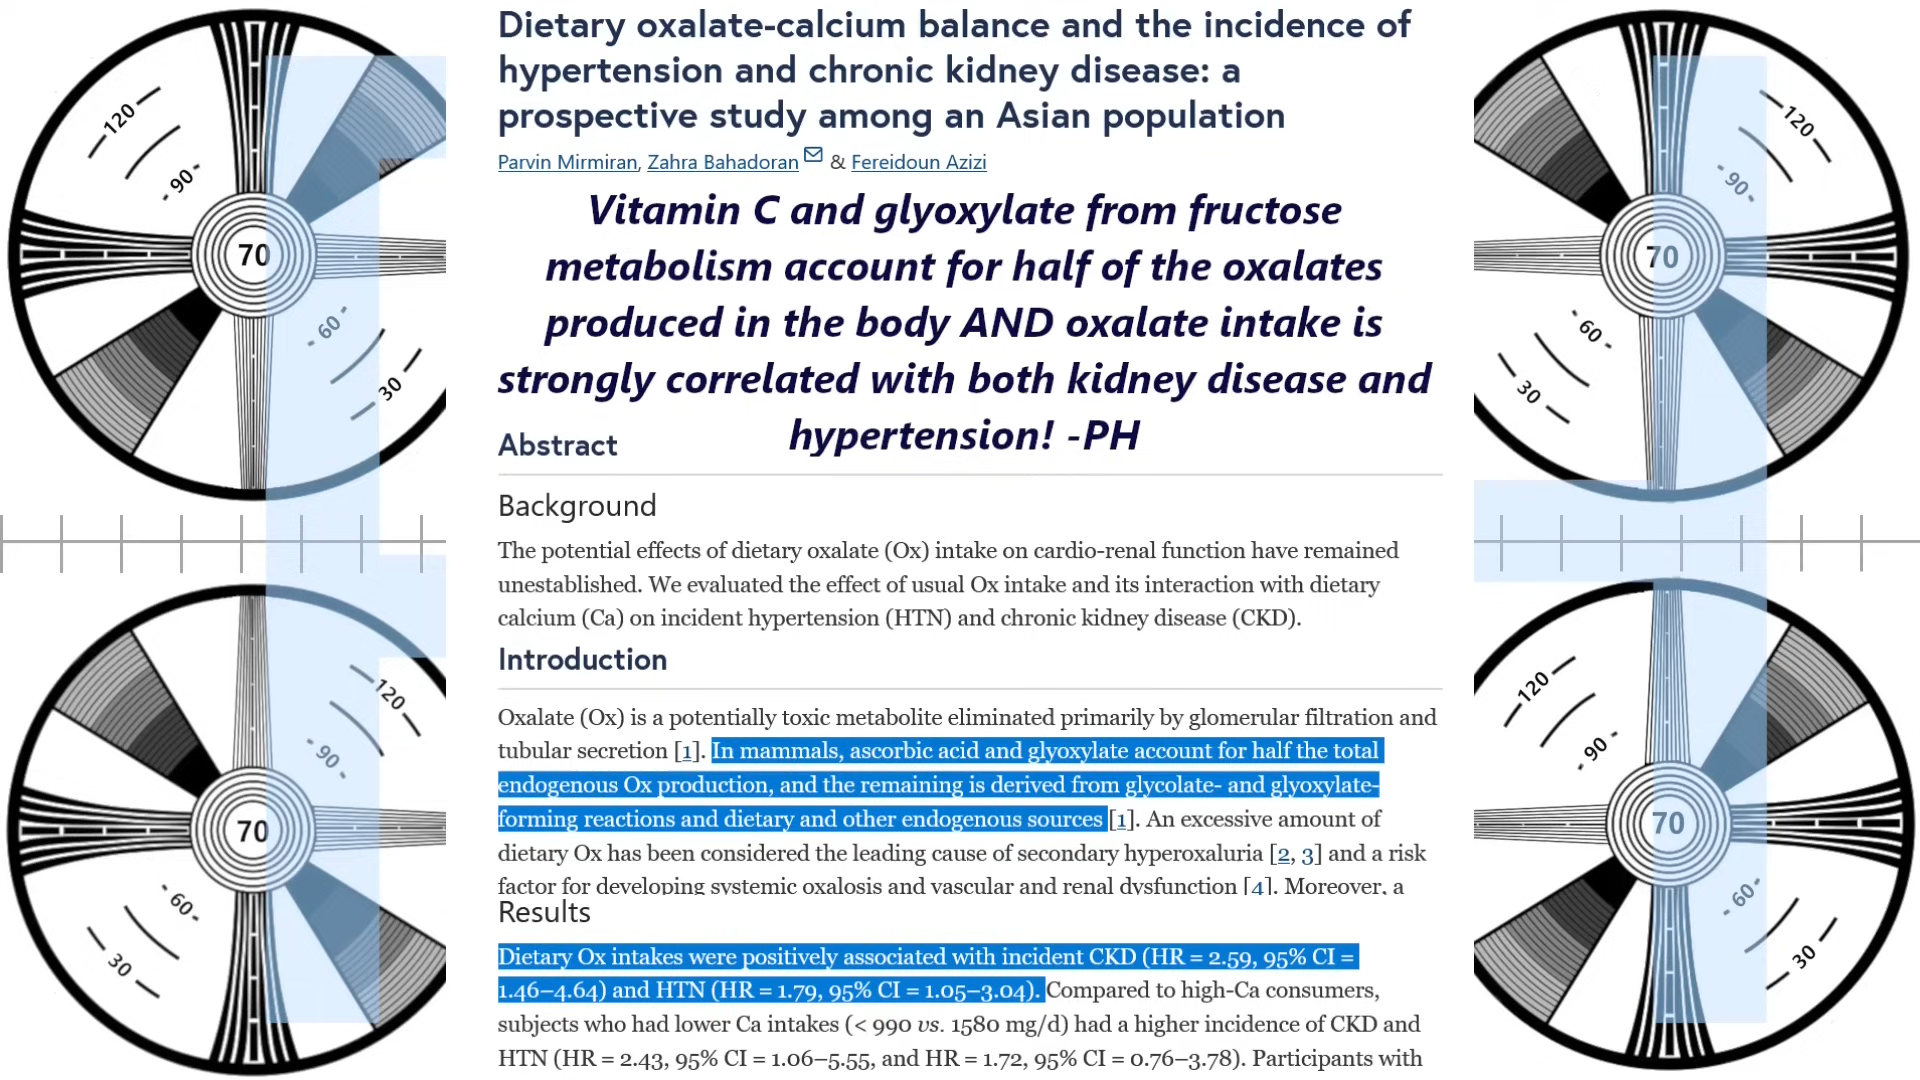 Dietary oxalate-calcium balance and the incidence of
hypertension and chronic kidney disease: a
prospective study among an Asian population
Parvin Mirmiran, Zahra Bahadoran & Fereidoun Azizi
Vitamin C and glyoxylate from fructose
metabolism account for half of the oxalates
produced in the body AND oxalate intake is
strongly correlated with both kidney disease and
hypertension! -PH
Abstract
Background
The potential effects of dietary oxalate (Ox) intake on cardio-renal function have remained
unestablished. We evaluated the effect of usual Ox intake and its interaction with dietary
calcium (Ca) on incident hypertension (HTN) and chronic kidney disease (CKD).
Introduction
Oxalate (Ox) is a potentially toxic metabolite eliminated primarily by glomerular filtration and
tubular secretion [1]. In mammals, ascorbic acid and glyoxylate account for half the total
endogenous Ox production, and the remaining is derived from glycolate- and glyoxylate-
forming reactions and dietary and other endogenous sources [1]. An excessive amount of
dietary Ox has been considered the leading cause of secondary hyperoxaluria [2, 3] and a risk
factor for developing systemic oxalosis and vascular and renal dysfunction [4]. Moreover, a
Results
Dietary Ox intakes were positively associated with incident CKD (HR = 2.59, 95% CI =
1.46–4.64) and HTN (HR = 1.79, 95% CI = 1.05–3.04). Compared to high-Ca consumers,
subjects who had lower Ca intakes (< 990 vs. 1580 mg/d) had a higher incidence of CKD and
HTN (HR = 2.43, 95% CI = 1.06–5.55, and HR = 1.72, 95% CI = 0.76–3.78). Participants with
120
- 90 -
70
- 60 -
30
120
- 90 -
70
- 60 -
30
120
- 90 -
70
- 60 -
30
120
- 90 -
70
- 60 -
30